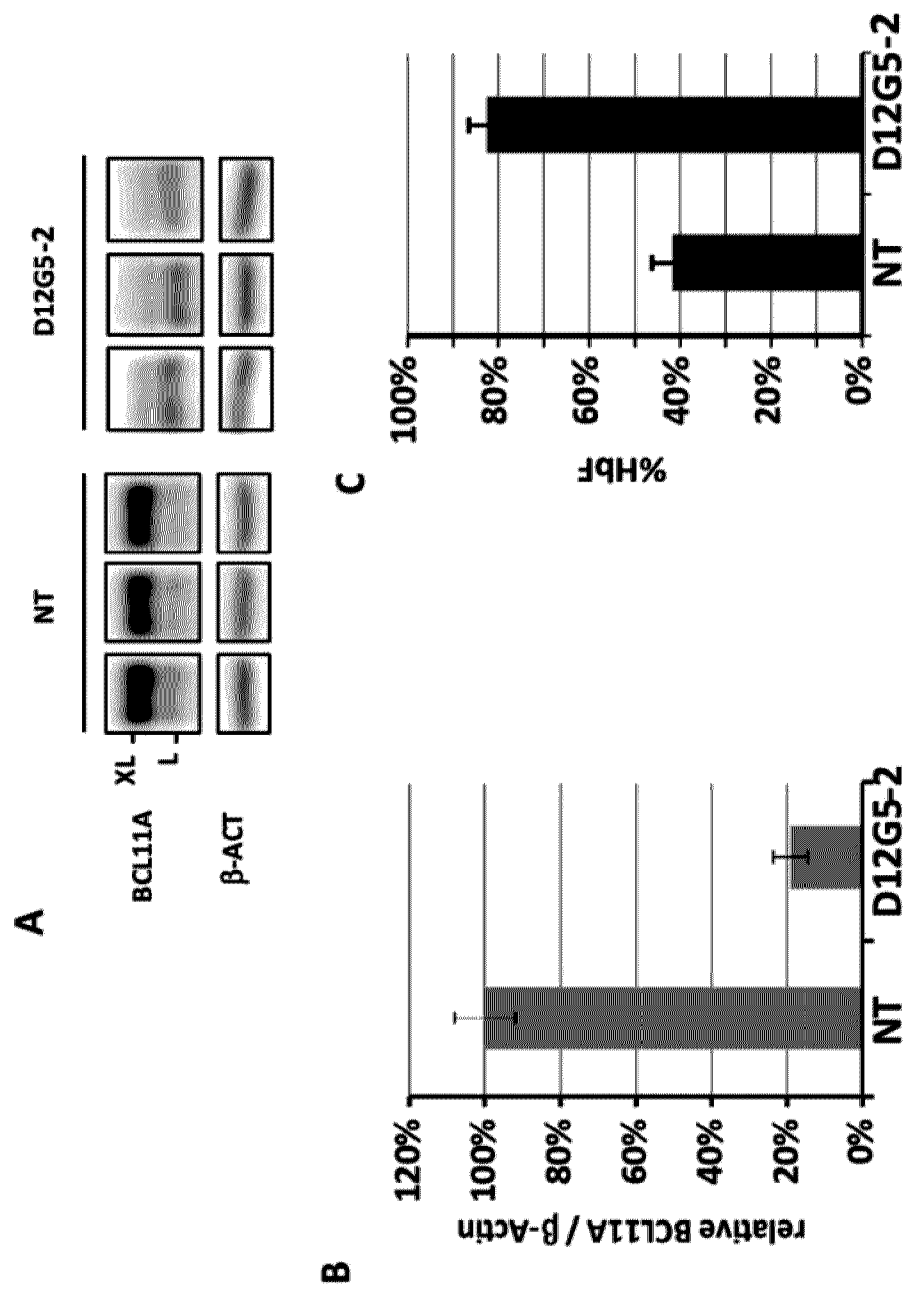 A
NT
D12G5-2
BCL11A
XL
L
β-ACT
B
relative BCL11A / β-Actin
120%
100%
80%
60%
40%
20%
0%
NT
D12G5-2
C
%HbF
100%
80%
60%
40%
20%
0%
NT
D12G5-2